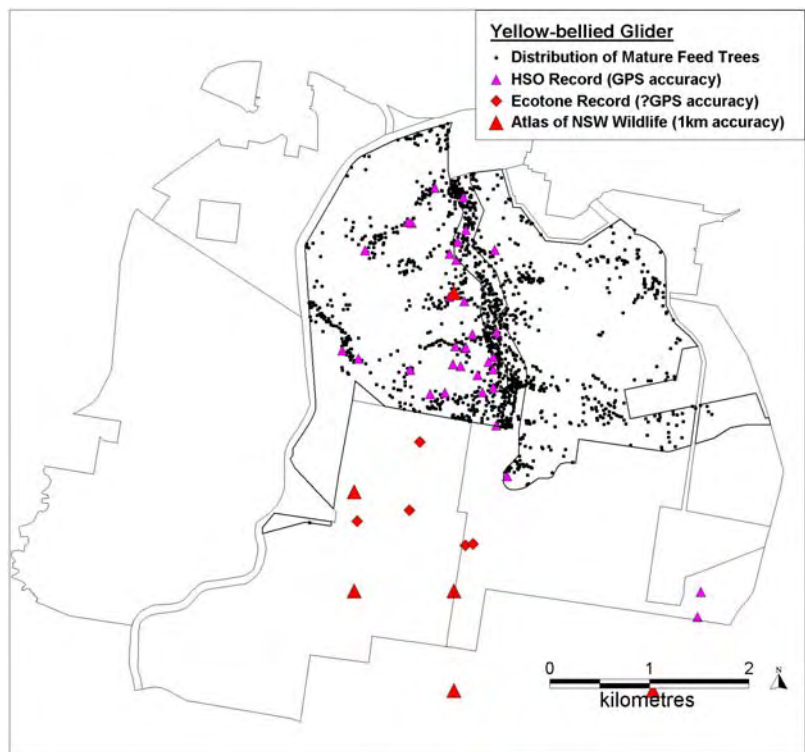 Yellow-bellied Glider
Distribution of Mature Feed Trees
HSO Record (GPS accuracy)
Ecotone Record (?GPS accuracy)
Atlas of NSW Wildlife (1km accuracy)
0 1 2
N
kilometres